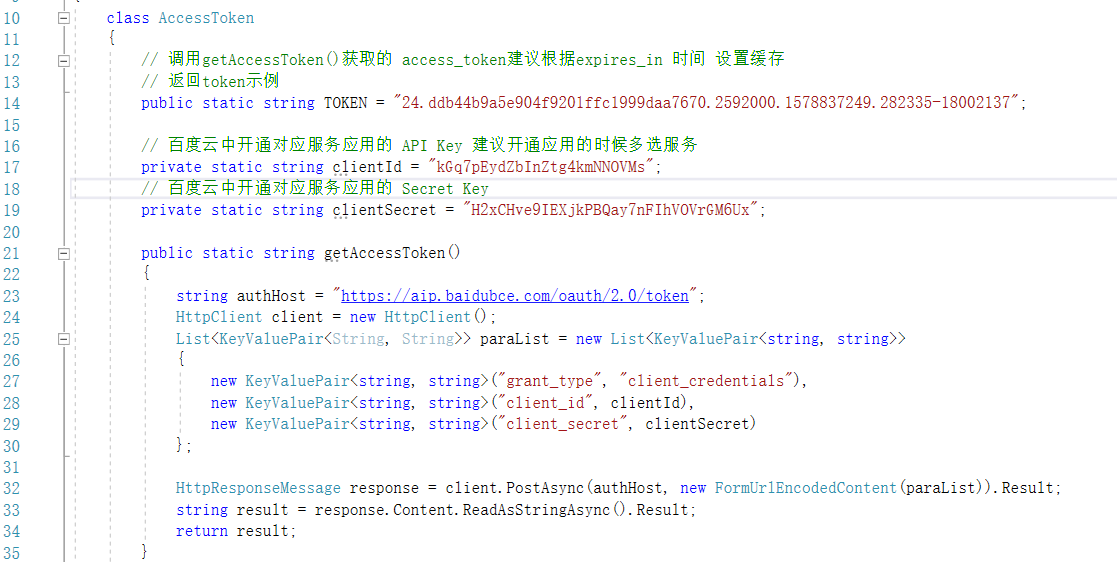 10 class AccessToken
11 {
12 // 调用getAccessToken()获取的 access_token建议根据expires_in 时间 设置缓存
13 // 返回token示例
14 public static string TOKEN = "24.ddb44b9a5e904f9201ffc1999daa7670.2592000.1578837249.282335-18002137";
15
16 // 百度云中开通对应服务应用的 API Key 建议开通应用的时候多选服务
17 private static string clientId = "kGq7pEydZbInZtg4kmNNOVMs";
18 // 百度云中开通对应服务应用的 Secret Key
19 private static string clientSecret = "H2xCHve9IEXjkPBQay7nFIhVOVrGM6Ux";
20
21 public static string getAccessToken()
22 {
23 string authHost = "https://aip.baidubce.com/oauth/2.0/token";
24 HttpClient client = new HttpClient();
25 List<KeyValuePair<String, String>> paraList = new List<KeyValuePair<string, string>>
26 {
27 new KeyValuePair<string, string>("grant_type", "client_credentials"),
28 new KeyValuePair<string, string>("client_id", clientId),
29 new KeyValuePair<string, string>("client_secret", clientSecret)
30 };
31
32 HttpResponseMessage response = client.PostAsync(authHost, new FormUrlEncodedContent(paraList)).Result;
33 string result = response.Content.ReadAsStringAsync().Result;
34 return result;
35 }